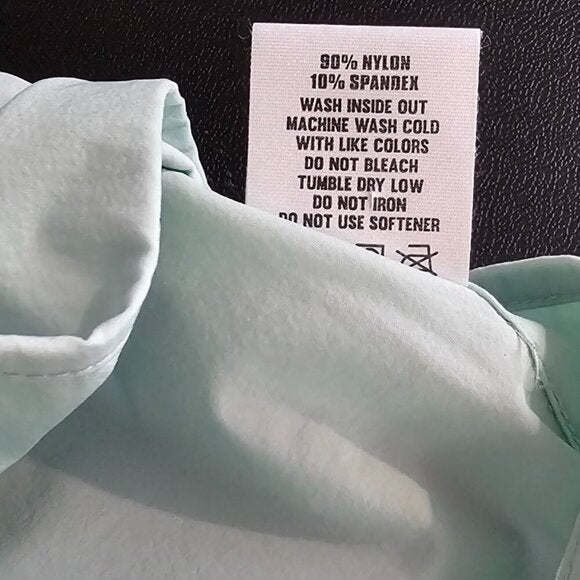 90% NYLON
10% SPANDEX
WASH INSIDE OUT
MACHINE WASH COLD
WITH LIKE COLORS
DO NOT BLEACH
TUMBLE DRY LOW
DO NOT IRON
DO NOT USE SOFTENER